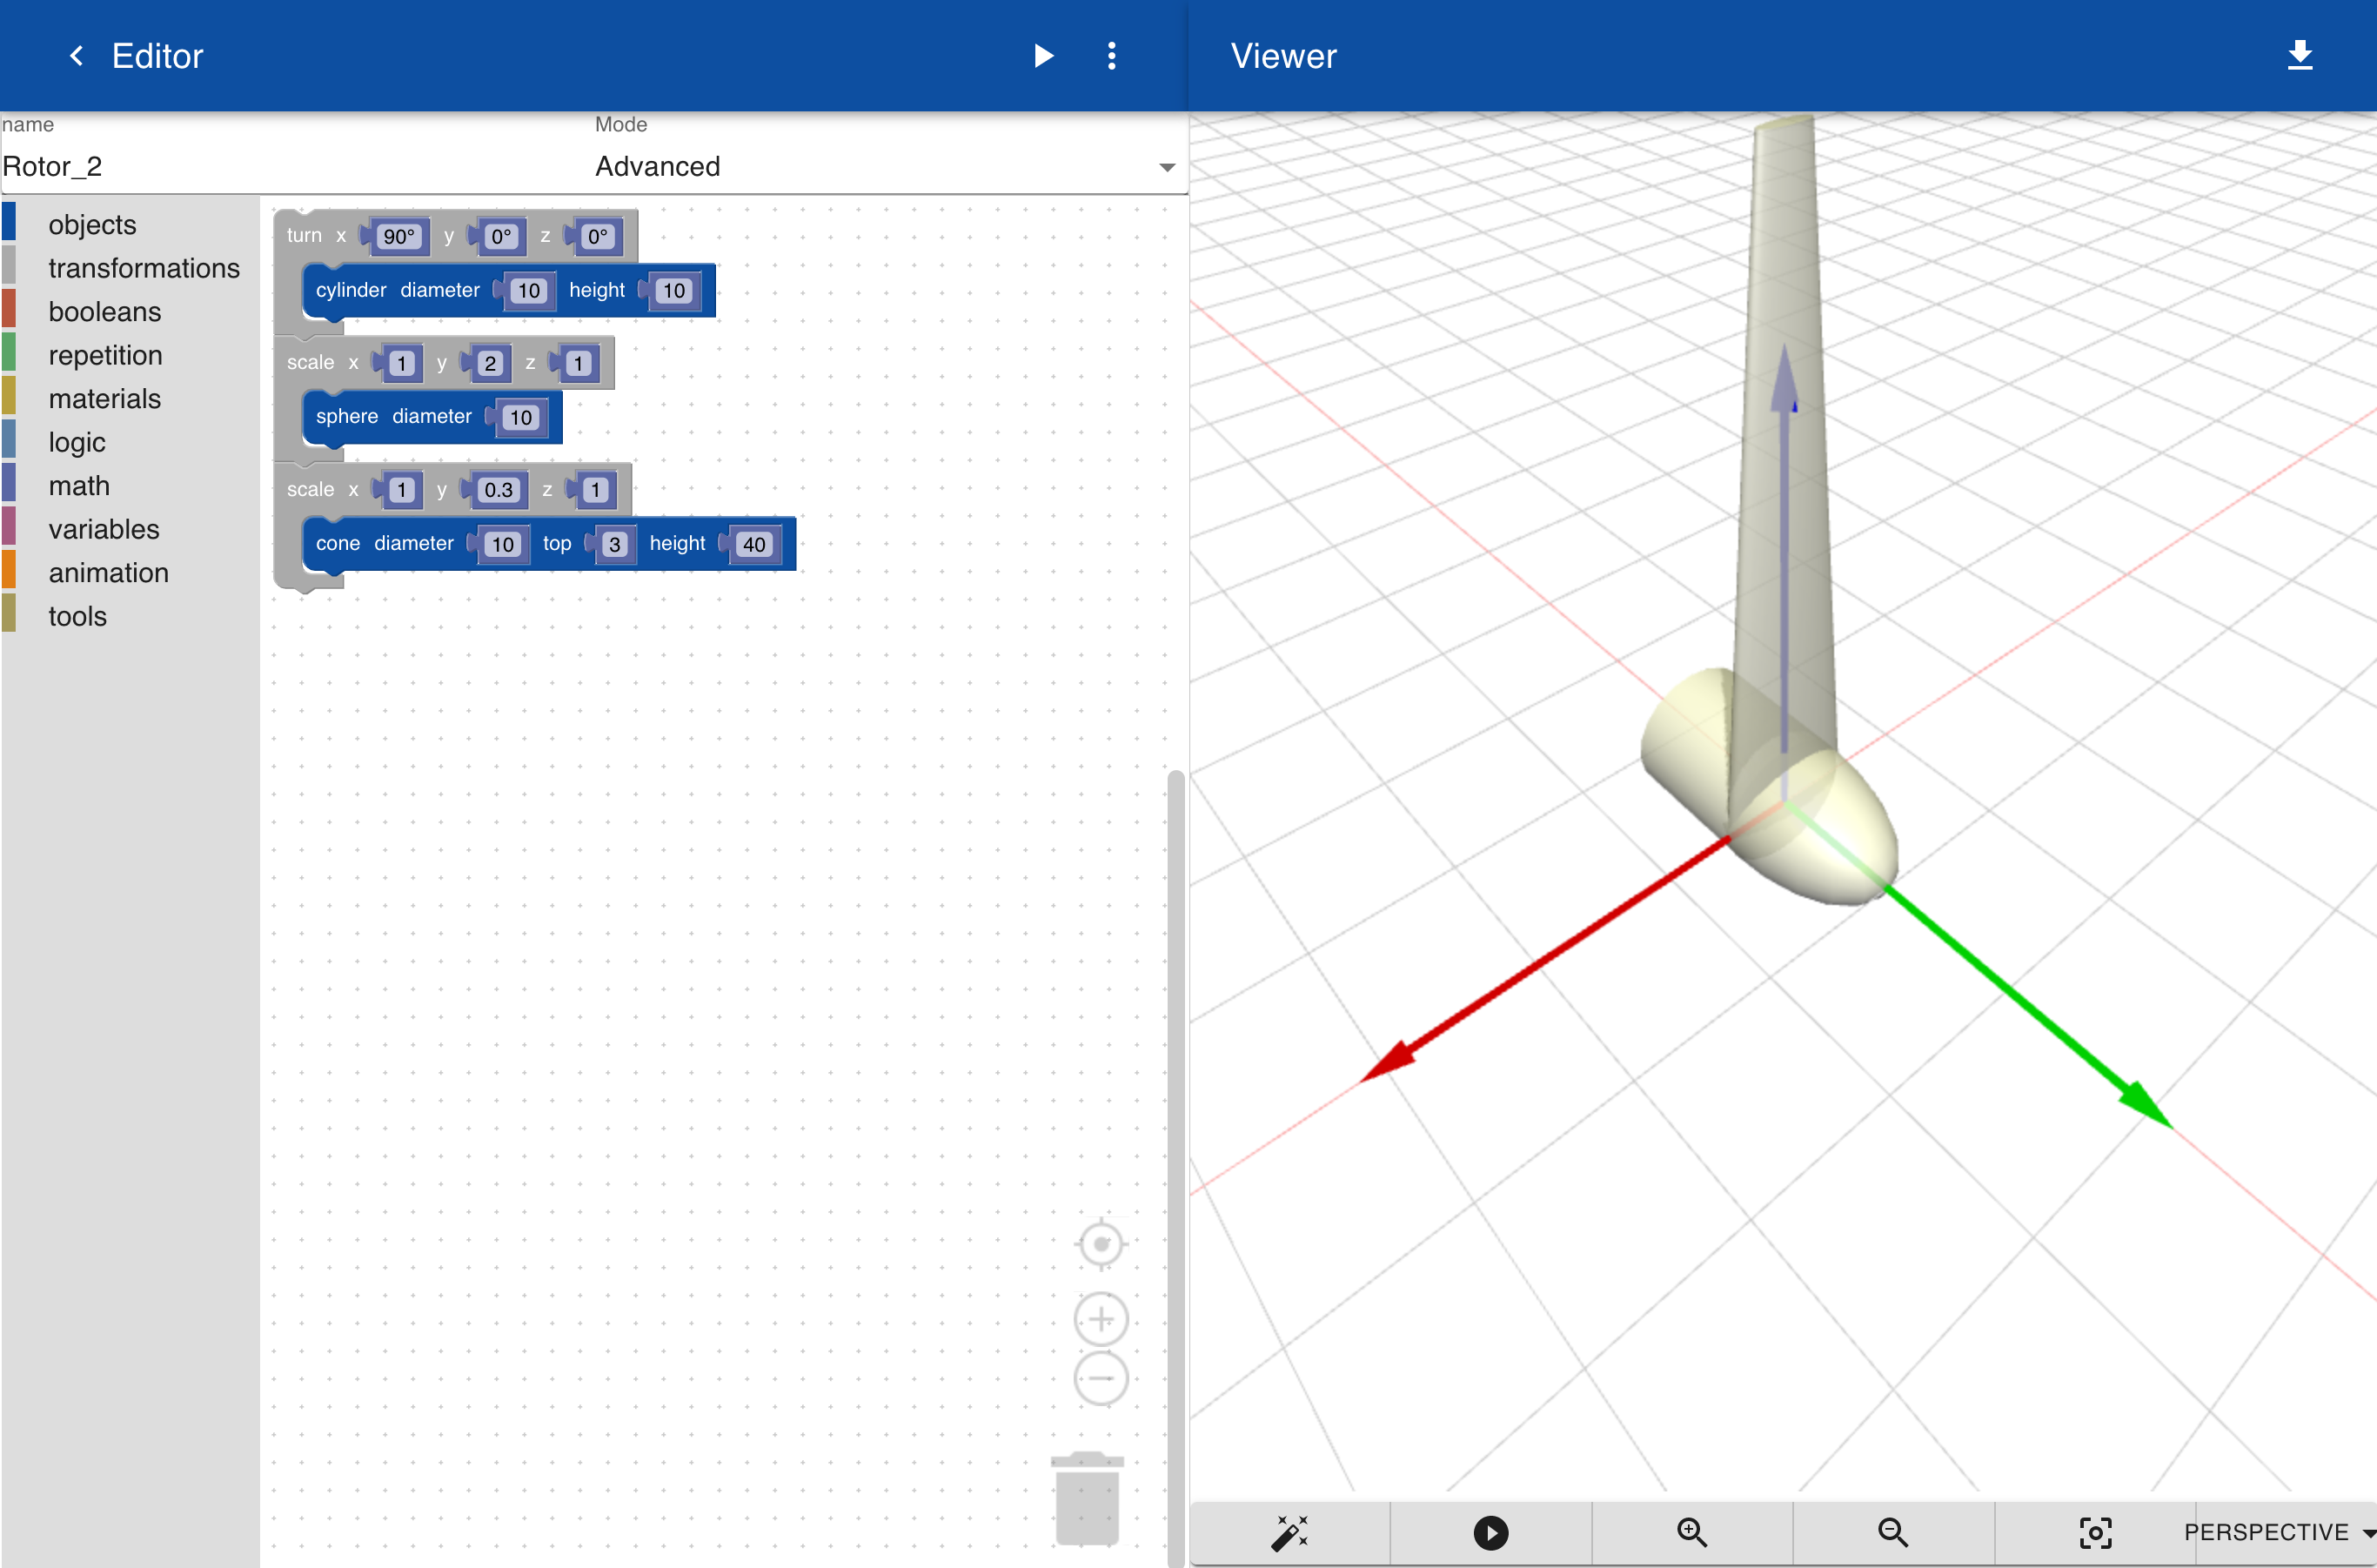 Editor
Viewer
name
Mode
Rotor_2
Advanced
objects
transformations
booleans
repetition
materials
logic
math
variables
animation
tools
turn x 90° y 0° z 0°
cylinder diameter 10 height 10
scale x 1 y 2 z 1
sphere diameter 10
scale x 1 y 0.3 z 1
cone diameter 10 top 3 height 40
PERSPECTIVE